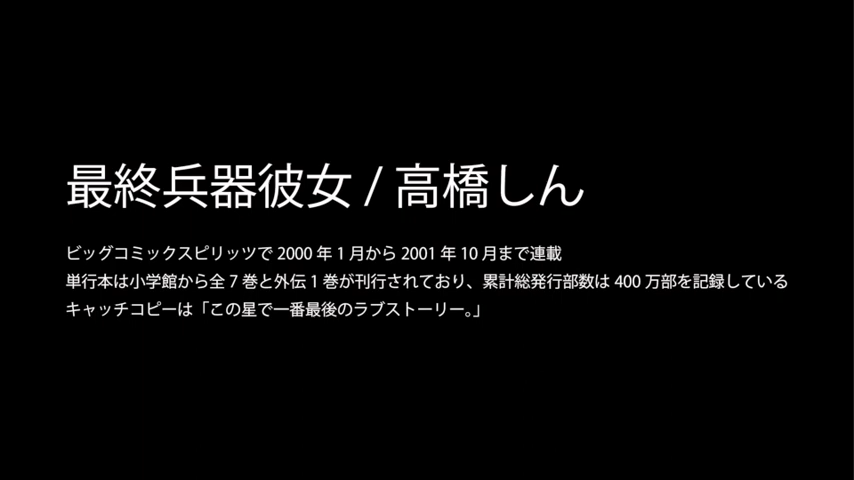 最終兵器彼女 / 高橋しん
ビッグコミックスピリッツで 2000 年 1 月から 2001 年 10 月まで連載
単行本は小学館から全 7 巻と外伝 1 巻が刊行されており、累計総発行部数は 400 万部を記録している
キャッチコピーは「この星で一番最後のラブストーリー。」